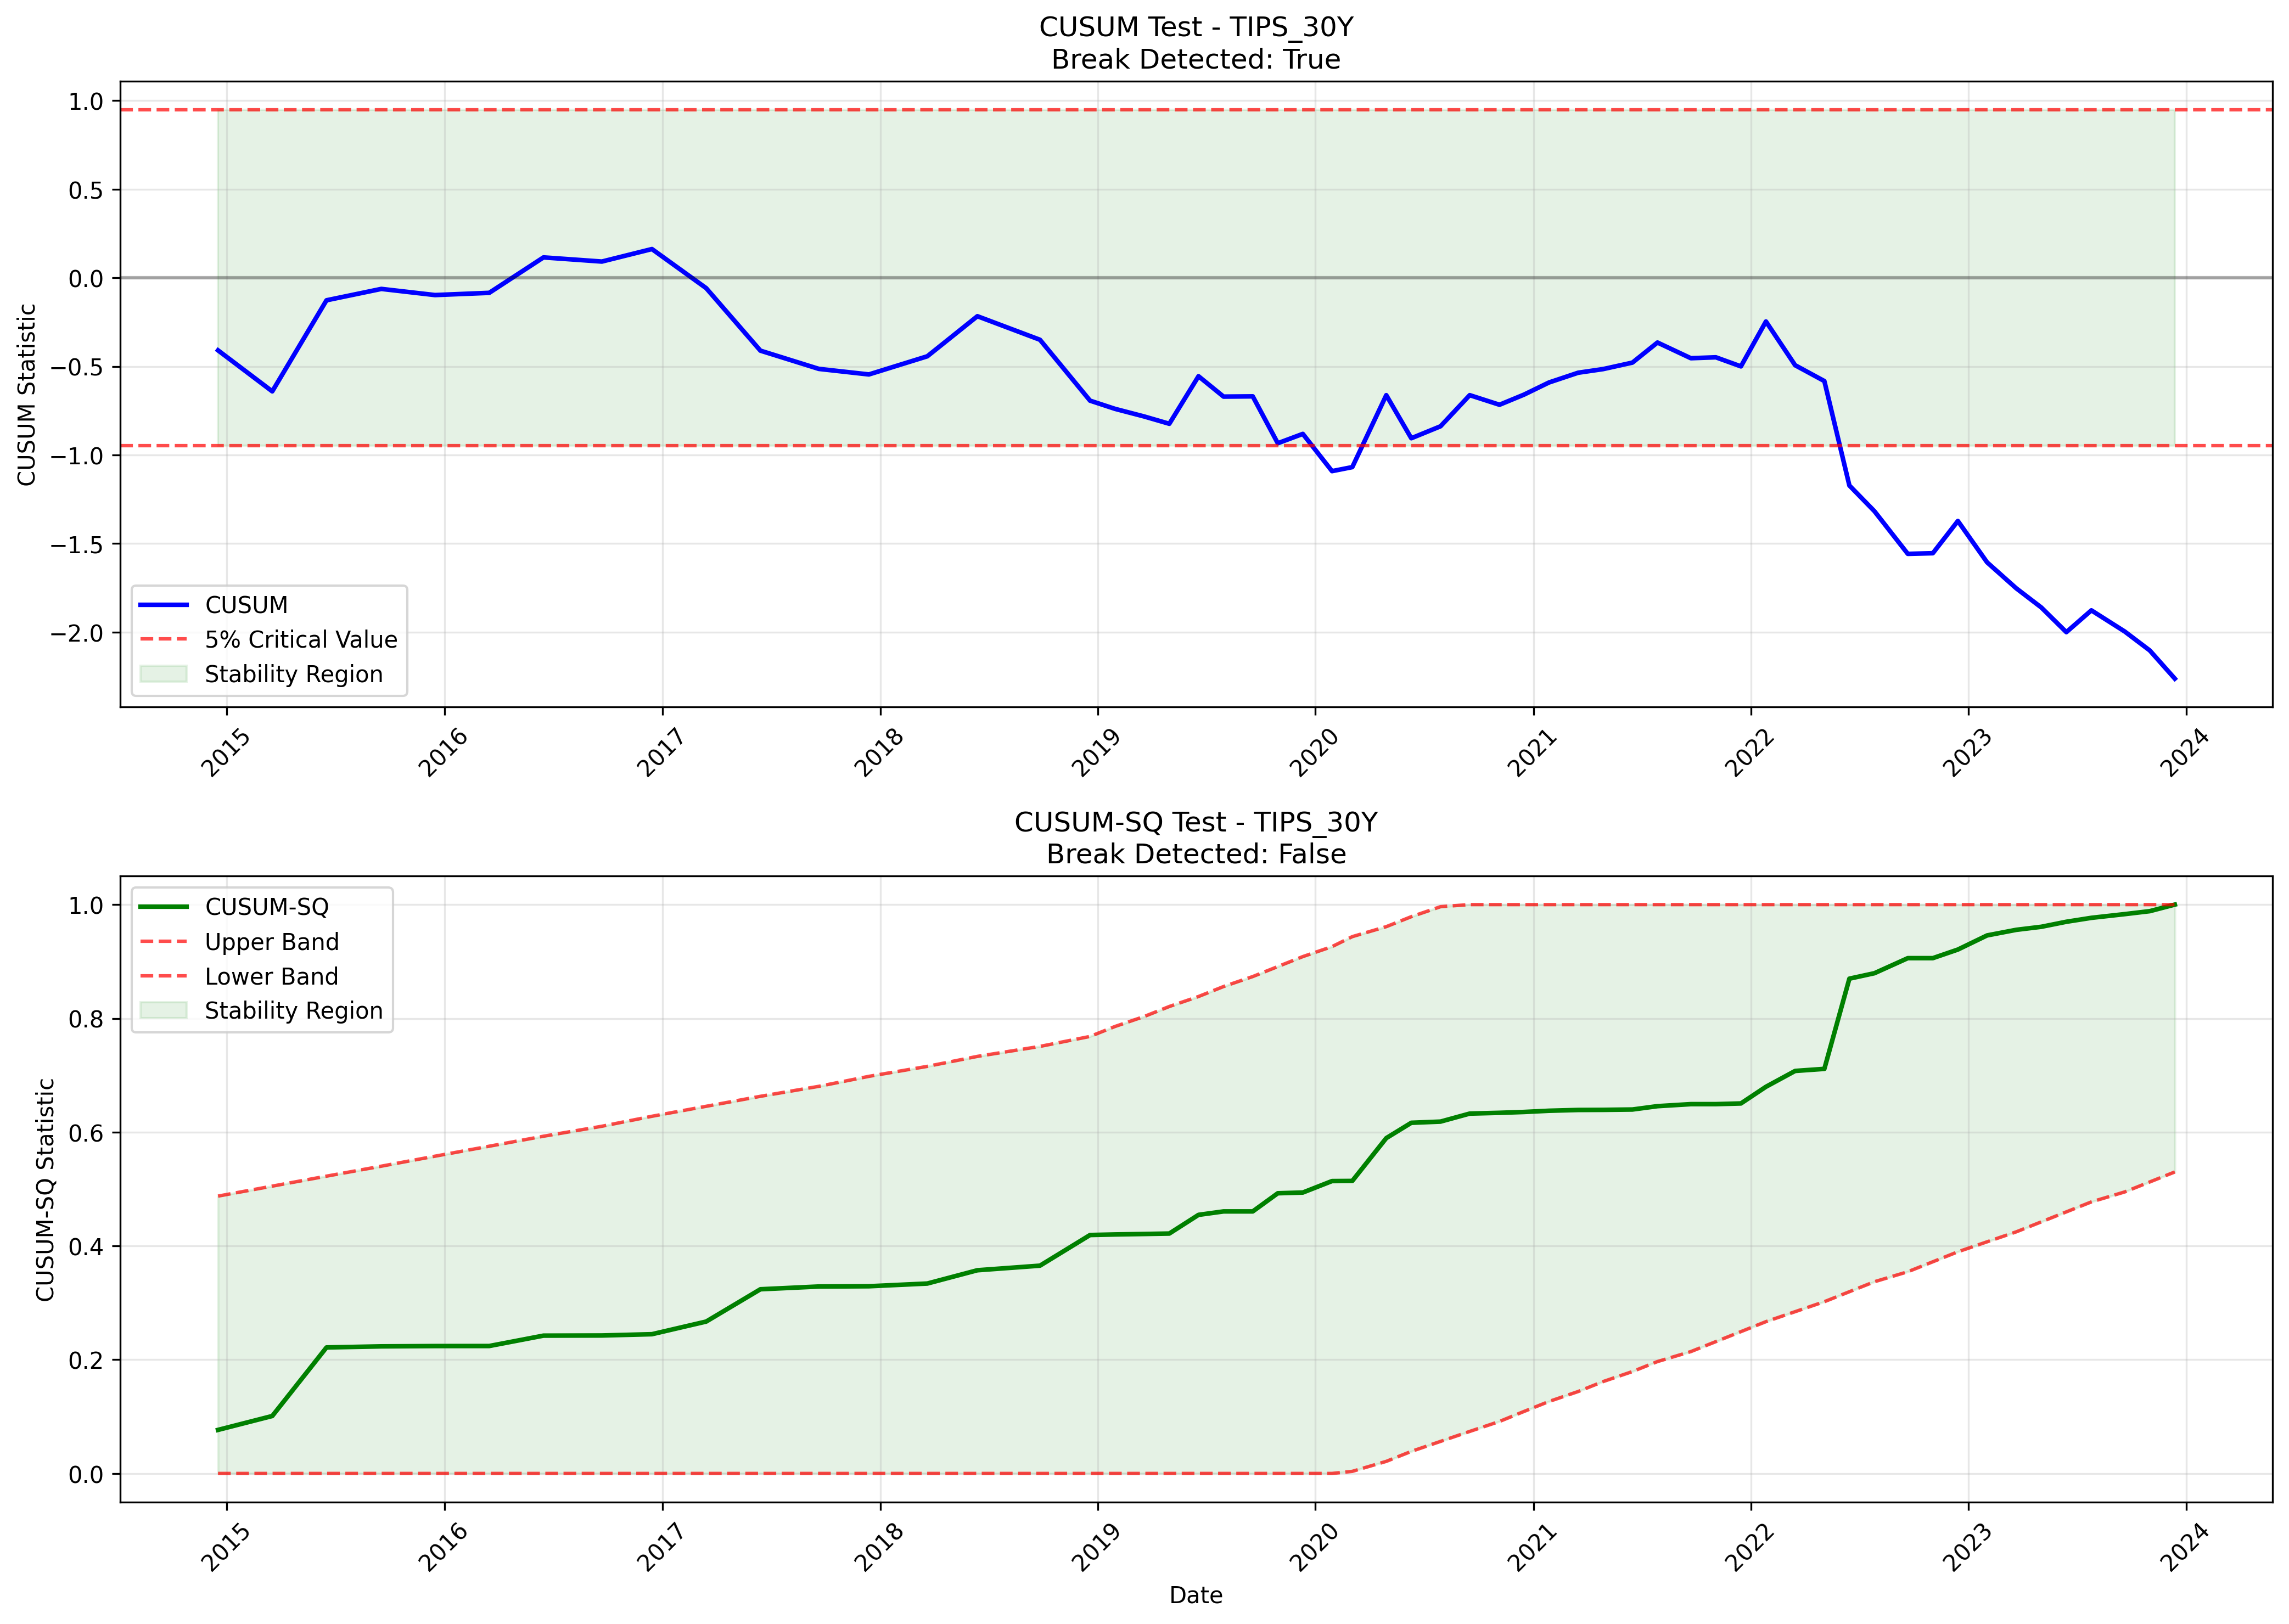 CUSUM Test - TIPS_30Y
Break Detected: True
CUSUM Statistic
1.0
0.5
0.0
−0.5
−1.0
−1.5
−2.0
CUSUM
5% Critical Value
Stability Region
2015
2016
2017
2018
2019
2020
2021
2022
2023
2024
CUSUM-SQ Test - TIPS_30Y
Break Detected: False
CUSUM-SQ Statistic
1.0
0.8
0.6
0.4
0.2
0.0
CUSUM-SQ
Upper Band
Lower Band
Stability Region
2015
2016
2017
2018
2019
2020
2021
2022
2023
2024
Date